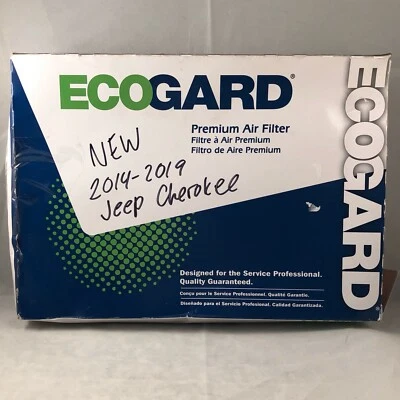 ECOGARD®
Premium Air Filter
Filtre à Air Premium
Filtro de Aire Premium
NEW
2014-2019
Jeep Cherokee
Designed for the Service Professional.
Quality Guaranteed.
Conçu pour le Service Professionnel. Qualité Garantie.
Diseñado para el Servicio Profesional. Calidad Garantizada.
ECOGARD